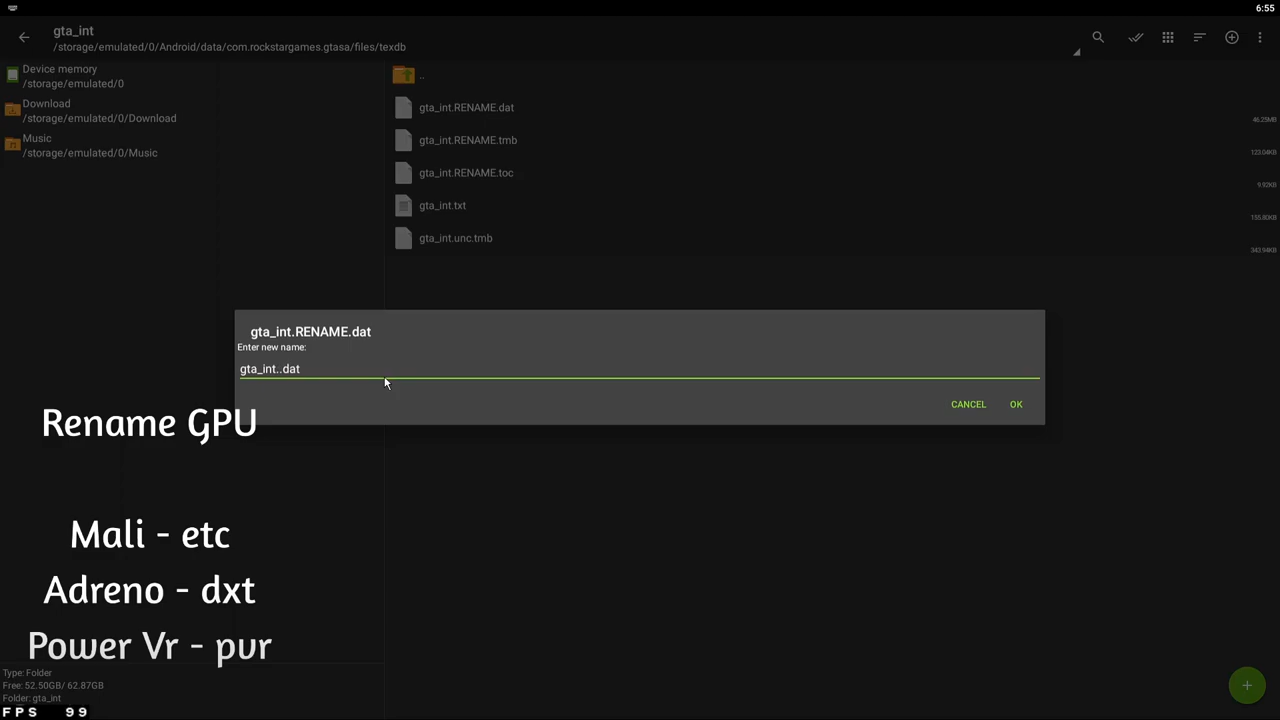 6:55
gta_int
/storage/emulated/0/Android/data/com.rockstargames.gtasa/files/texdb
Device memory
/storage/emulated/0
Download
/storage/emulated/0/Download
Music
/storage/emulated/0/Music
..
gta_int.RENAME.dat
46.25MB
gta_int.RENAME.tmb
123.04KB
gta_int.RENAME.toc
9.92KB
gta_int.txt
155.80KB
gta_int.unc.tmb
343.94KB
gta_int.RENAME.dat
Enter new name:
gta_int..dat
CANCEL OK
Rename GPU
Mali - etc
Adreno - dxt
Power Vr - pvr
Type: Folder
Free: 52.50GB/ 62.87GB
Folder: gta_int
FPS 99